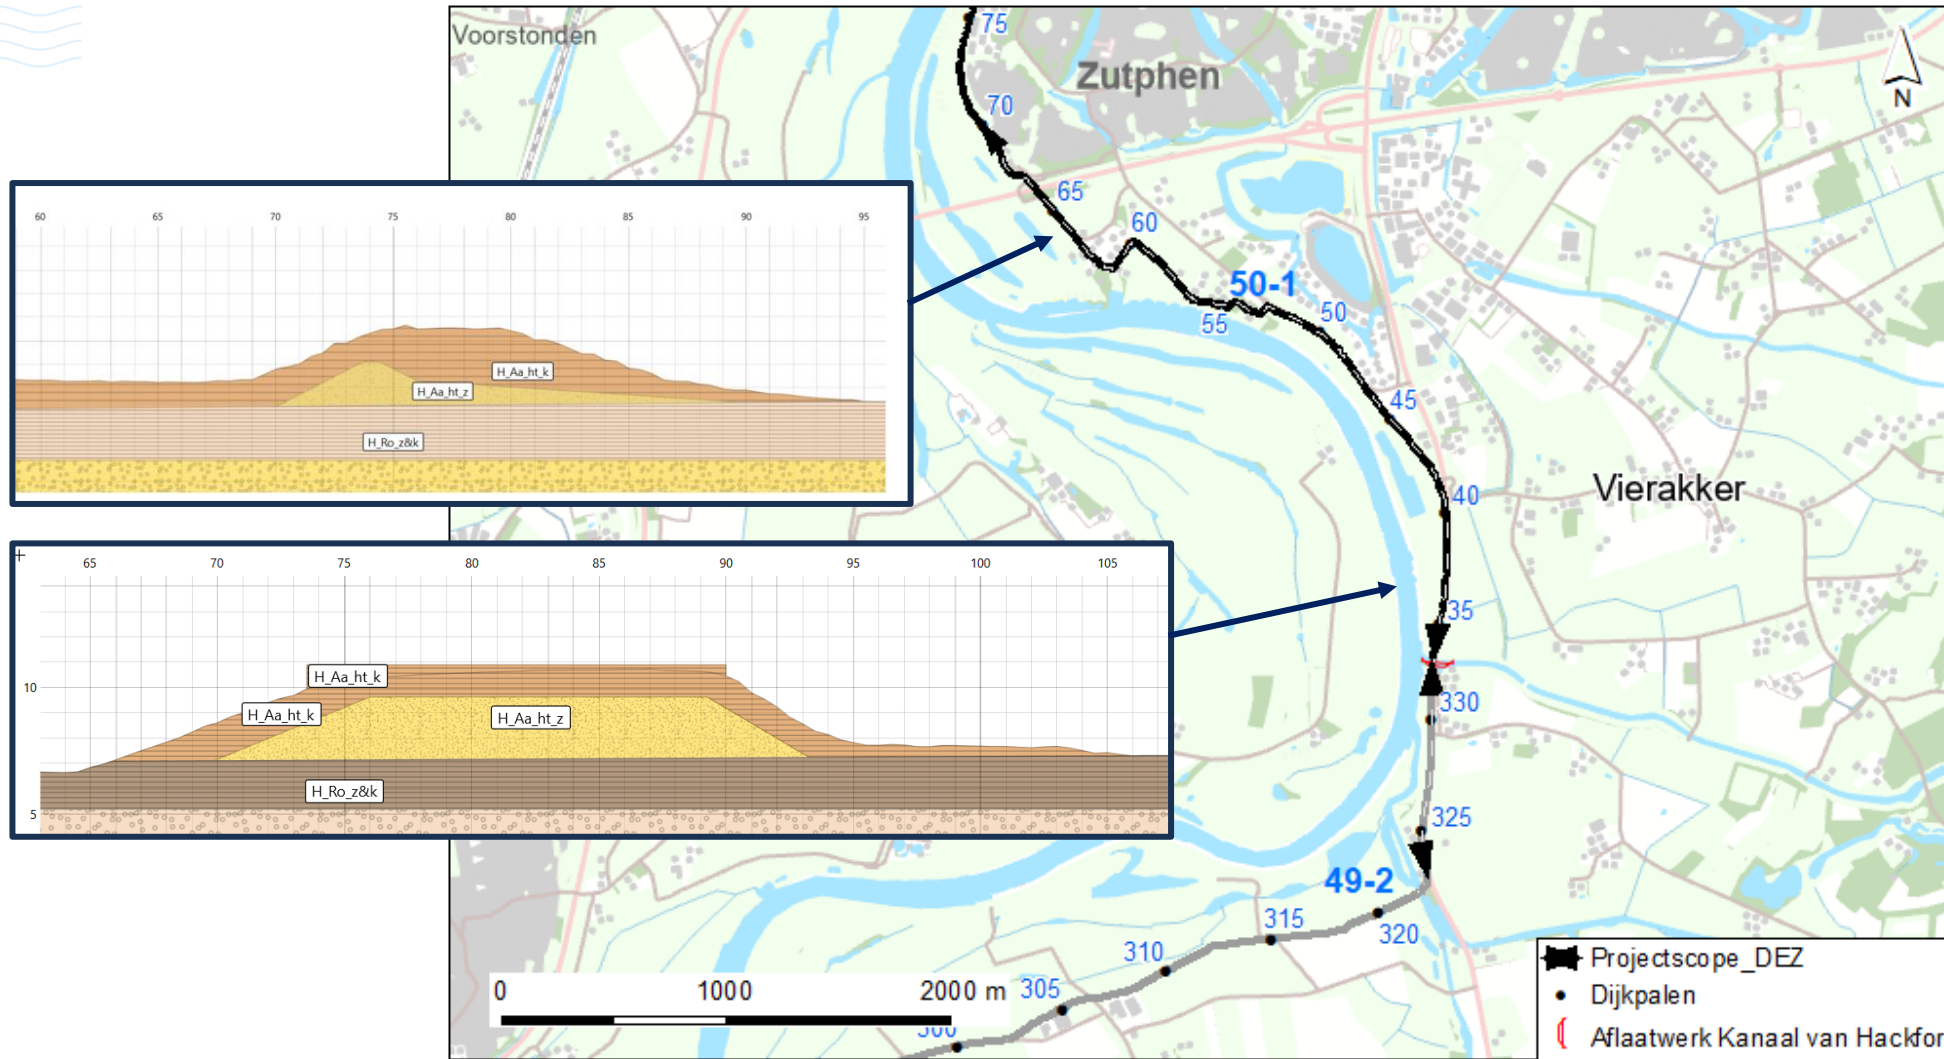 Voorstonden
Zutphen
N
75
70
65
60
50-1
55
50
45
40
Vierakker
35
330
325
49-2
320
315
310
305
60 65 70 75 80 85 90 95
H_Aa_ht_k
H_Aa_ht_z
H_Ro_z&k
65 70 75 80 85 90 95 100 105
10
H_Aa_ht_k
H_Aa_ht_k
H_Aa_ht_z
H_Ro_z&k
5
0 1000 2000 m
Projectscope_DEZ
Dijkpalen
Aflaatwerk Kanaal van Hackfor